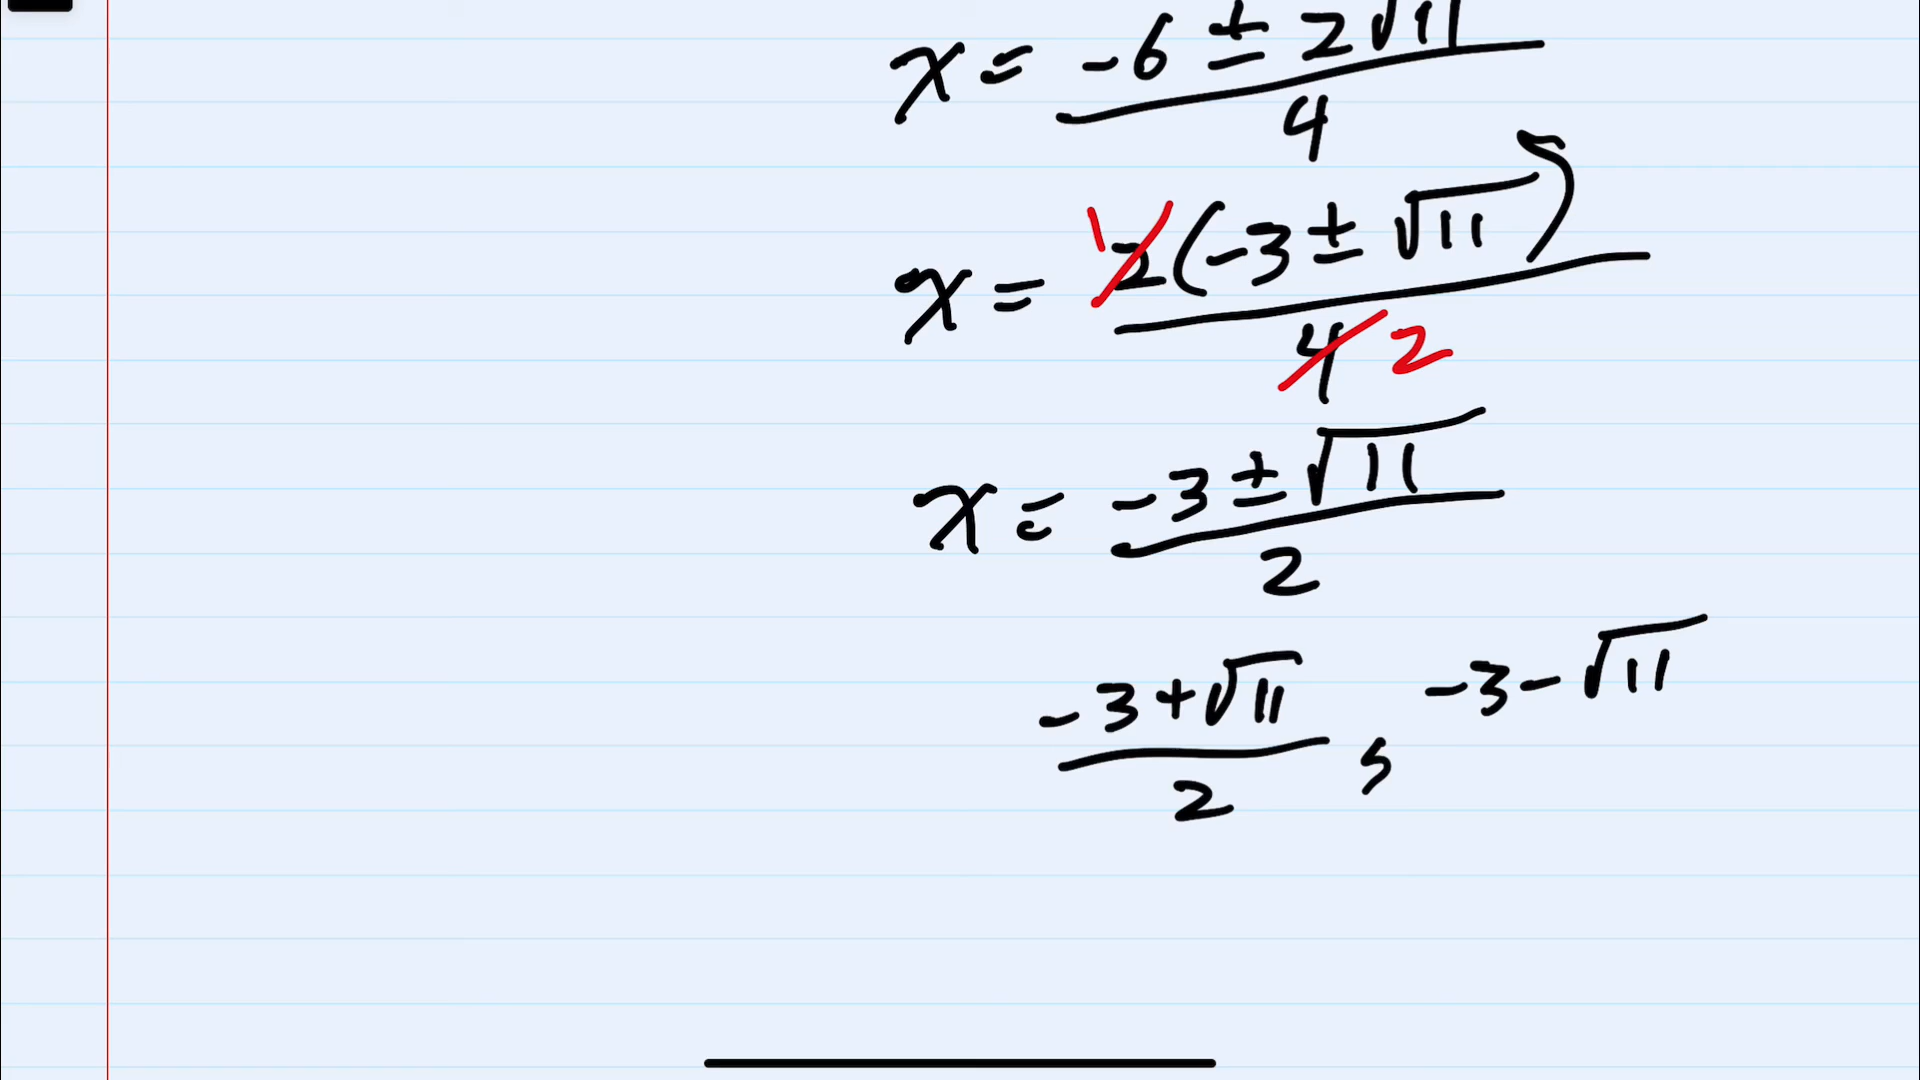 x = -6 ± 2√11
4
x = 1 2(-3 ± √11)
4 2
x = -3 ± √11
2
-3 + √11 , -3 - √11
2